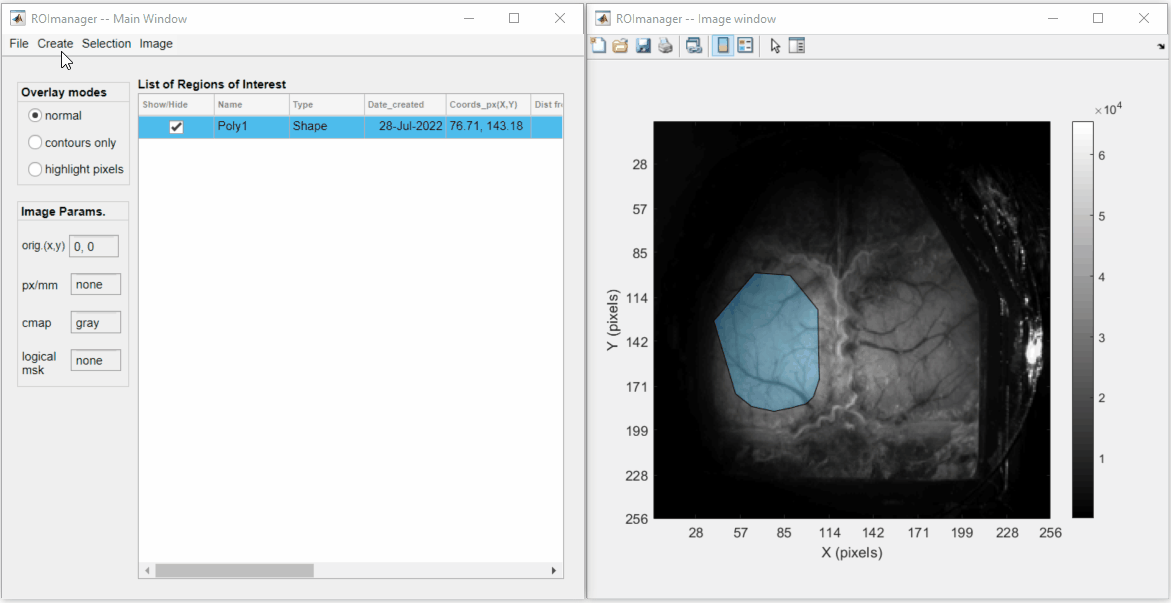 ROImanager -- Main Window
File Create Selection Image
Overlay modes
normal
contours only
highlight pixels
Image Params.
orig.(x,y) 0, 0
px/mm none
cmap gray
logical
msk none
List of Regions of Interest
Show/Hide Name Type Date_created Coords_px(X,Y) Dist fr
Poly1 Shape 28-Jul-2022 76.71, 143.18
ROImanager -- Image window
×10⁴
28
57
85
114
142
171
199
228
256
Y (pixels)
28 57 85 114 142 171 199 228 256
X (pixels)
6
5
4
3
2
1